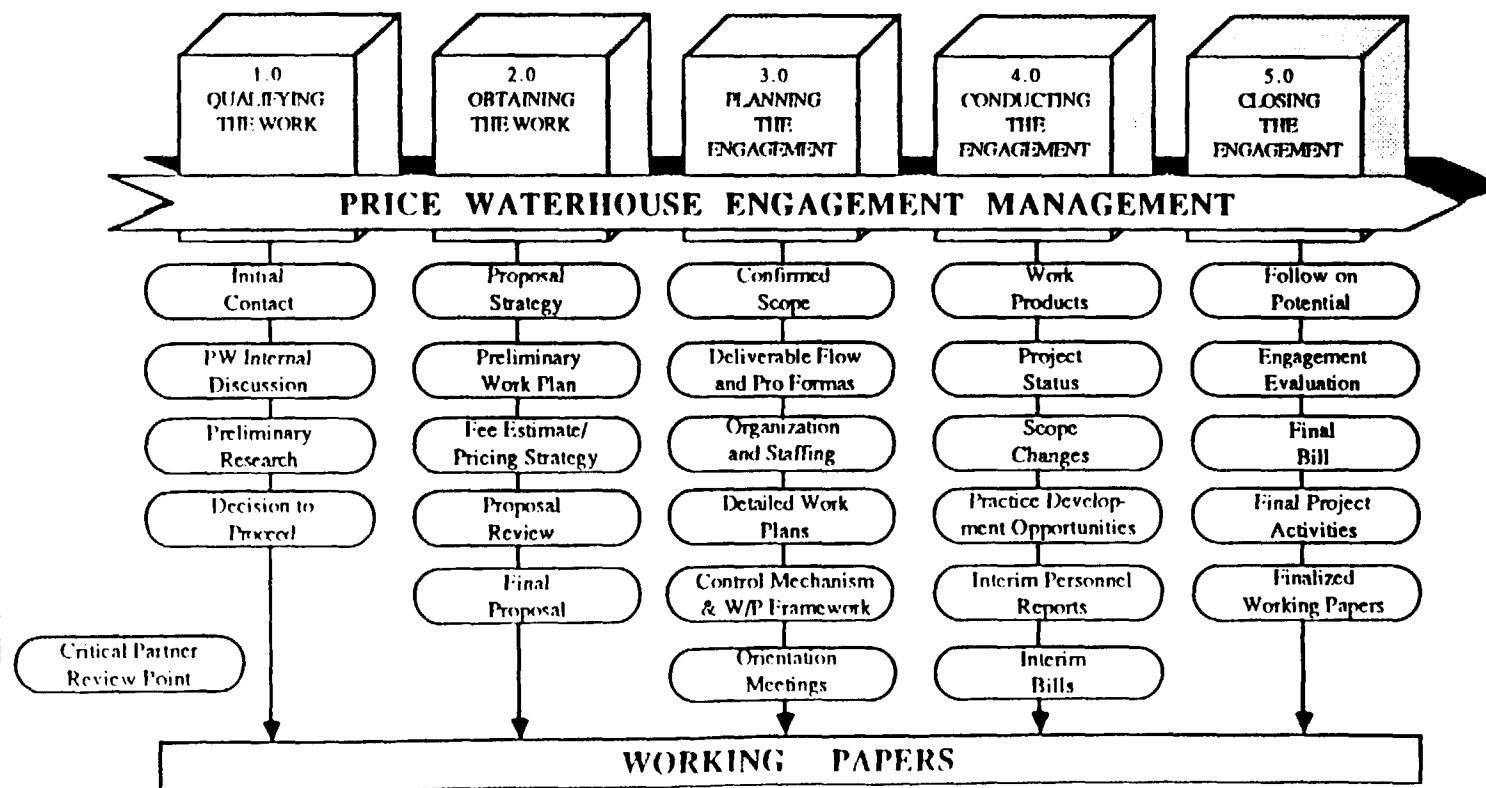 1.0
QUALIFYING
THE WORK
2.0
OBTAINING
THE WORK
3.0
PLANNING
THE
ENGAGEMENT
4.0
CONDUCTING
THE
ENGAGEMENT
5.0
CLOSING
THE
ENGAGEMENT
PRICE WATERHOUSE ENGAGEMENT MANAGEMENT
Initial
Contact
PW Internal
Discussion
Preliminary
Research
Decision to
Proceed
Critical Partner
Review Point
Proposal
Strategy
Preliminary
Work Plan
Fee Estimate/
Pricing Strategy
Proposal
Review
Final
Proposal
Confirmed
Scope
Deliverable Flow
and Pro Formas
Organization
and Staffing
Detailed Work
Plans
Control Mechanism
& W/P Framework
Orientation
Meetings
Work
Products
Project
Status
Scope
Changes
Practice Develop-
ment Opportunities
Interim Personnel
Reports
Interim
Bills
Follow on
Potential
Engagement
Evaluation
Final
Bill
Final Project
Activities
Finalized
Working Papers
WORKING PAPERS